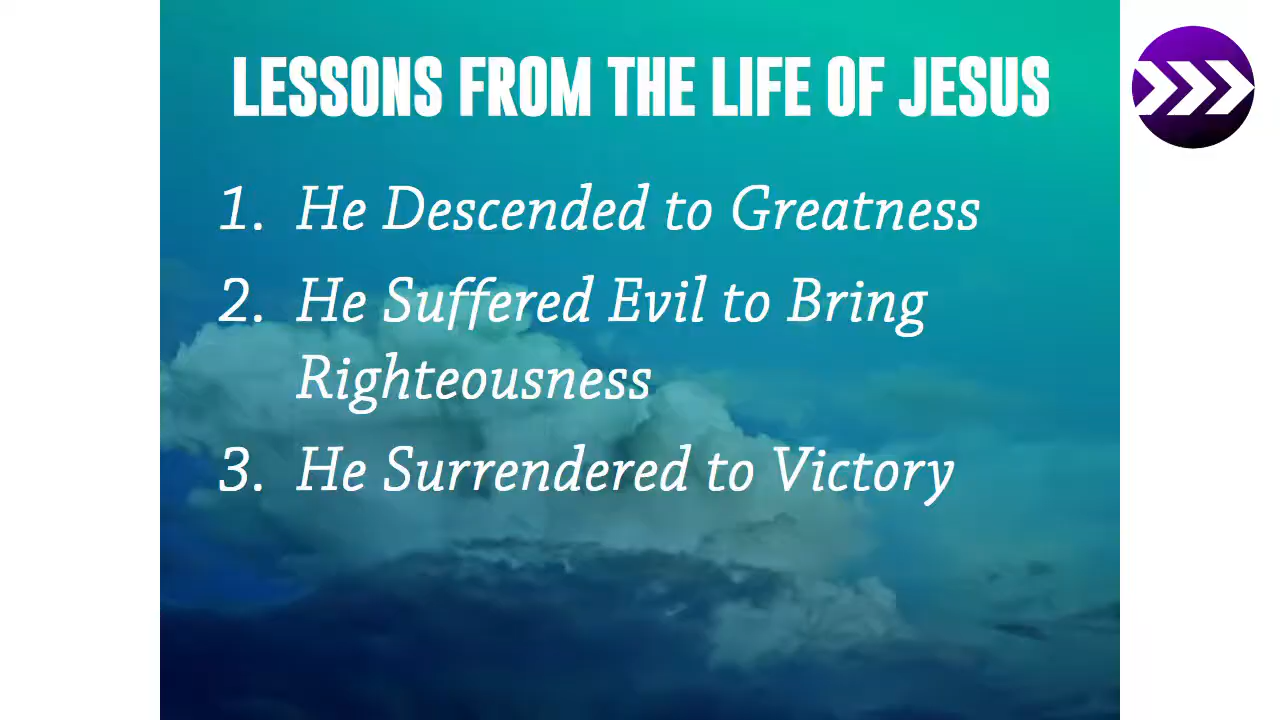 LESSONS FROM THE LIFE OF JESUS
1. He Descended to Greatness
2. He Suffered Evil to Bring
Righteousness
3. He Surrendered to Victory